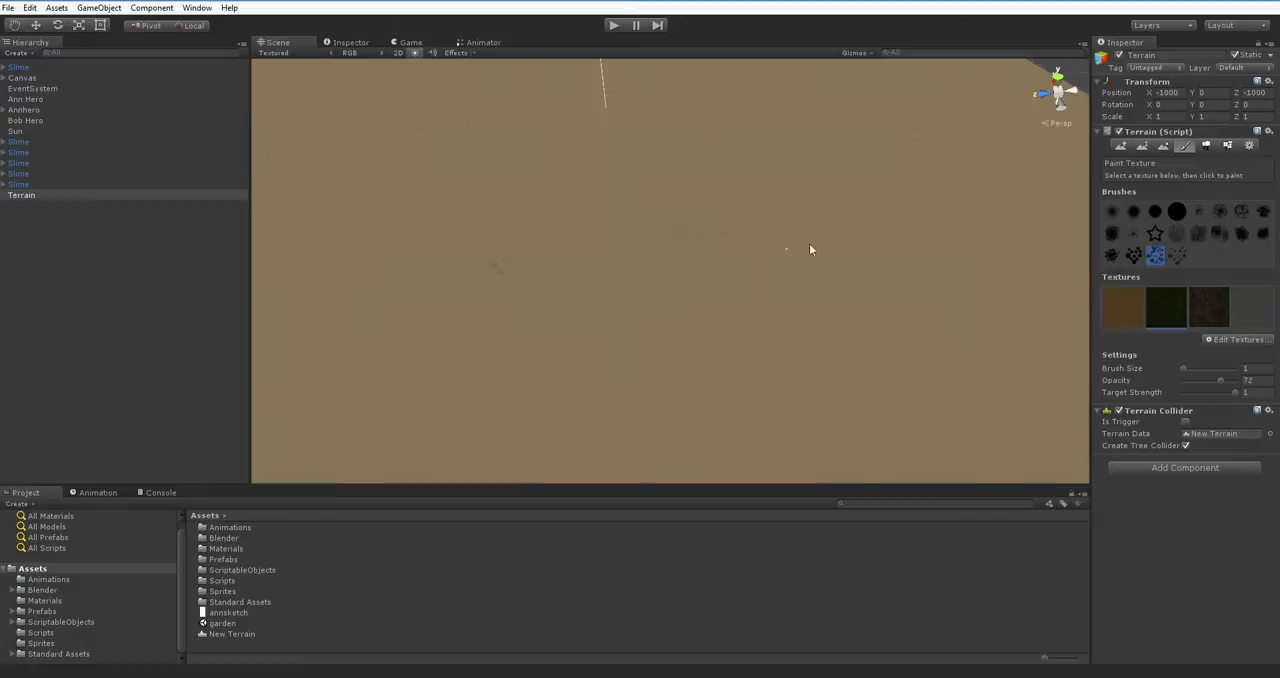 File Edit Assets GameObject Component Window Help
Pivot Local Layers Layout
Hierarchy
Create All
Slime
Canvas
EventSystem
Ann Hero
Annhero
Bob Hero
Sun
Slime
Slime
Slime
Slime
Slime
Terrain
Scene Inspector Game Animator
Textured RGB 2D Effects Gizmos All
y
z
Persp
Inspector
Terrain Static
Tag Untagged Layer Default
Transform
Position X -1000 Y 0 Z -1000
Rotation X 0 Y 0 Z 0
Scale X 1 Y 1 Z 1
Terrain (Script)
Paint Texture
Select a texture below, then click to paint
Brushes
Textures
Edit Textures...
Settings
Brush Size 1
Opacity 72
Target Strength 1
Terrain Collider
Is Trigger
Terrain Data New Terrain
Create Tree Collider
Add Component
Project Animation Console
Create
All Materials
All Models
All Prefabs
All Scripts
Assets
Animations
Blender
Materials
Prefabs
ScriptableObjects
Scripts
Sprites
Standard Assets
Assets
Animations
Blender
Materials
Prefabs
ScriptableObjects
Scripts
Sprites
Standard Assets
annsketch
garden
New Terrain